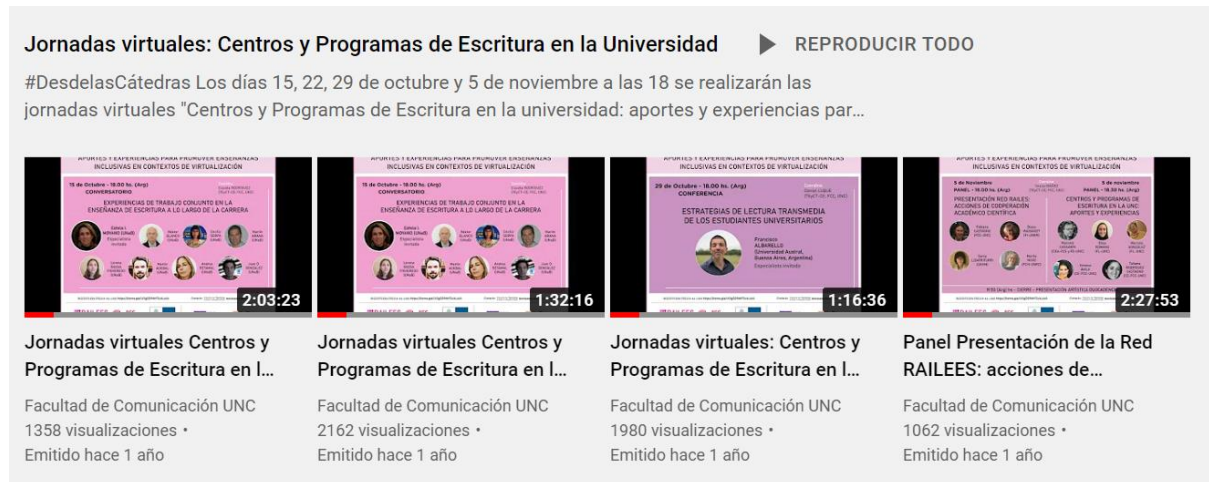 Jornadas virtuales: Centros y Programas de Escritura en la Universidad
REPRODUCIR TODO
#DesdelasCátedras Los días 15, 22, 29 de octubre y 5 de noviembre a las 18 se realizarán las
jornadas virtuales "Centros y Programas de Escritura en la universidad: aportes y experiencias par...
APORTES Y EXPERIENCIAS PARA PROMOVER ENSEÑANZAS
INCLUSIVAS EN CONTEXTOS DE VIRTUALIZACIÓN
15 de Octubre - 18.00 hs. (Arg)
CONVERSATORIO
EXPERIENCIAS DE TRABAJO CONJUNTO EN LA
ENSEÑANZA DE ESCRITURA A LO LARGO DE LA CARRERA
2:03:23
Jornadas virtuales Centros y
Programas de Escritura en l...
Facultad de Comunicación UNC
1358 visualizaciones •
Emitido hace 1 año
APORTES Y EXPERIENCIAS PARA PROMOVER ENSEÑANZAS
INCLUSIVAS EN CONTEXTOS DE VIRTUALIZACIÓN
15 de Octubre - 18.00 hs. (Arg)
CONVERSATORIO
EXPERIENCIAS DE TRABAJO CONJUNTO EN LA
ENSEÑANZA DE ESCRITURA A LO LARGO DE LA CARRERA
1:32:16
Jornadas virtuales Centros y
Programas de Escritura en l...
Facultad de Comunicación UNC
2162 visualizaciones •
Emitido hace 1 año
APORTES Y EXPERIENCIAS PARA PROMOVER ENSEÑANZAS
INCLUSIVAS EN CONTEXTOS DE VIRTUALIZACIÓN
29 de Octubre - 18.00 hs. (Arg)
CONFERENCIA
ESTRATEGIAS DE LECTURA TRANSMEDIA
DE LOS ESTUDIANTES UNIVERSITARIOS
Francisco
ALBARELLO
(Universidad Austral,
Buenos Aires, Argentina)
Especialista invitado
1:16:36
Jornadas virtuales: Centros y
Programas de Escritura en l...
Facultad de Comunicación UNC
1980 visualizaciones •
Emitido hace 1 año
APORTES Y EXPERIENCIAS PARA PROMOVER ENSEÑANZAS
INCLUSIVAS EN CONTEXTOS DE VIRTUALIZACIÓN
5 de Noviembre
PANEL - 18.00 hs. (Arg)
PRESENTACIÓN RED RAILEES:
ACCIONES DE COOPERACIÓN
ACADÉMICO CIENTÍFICA
5 de noviembre
PANEL - 18.30 hs. (Arg)
CENTROS Y PROGRAMAS DE
ESCRITURA EN LA UNC:
APORTES Y EXPERIENCIAS
2:27:53
Panel Presentación de la Red
RAILEES: acciones de...
Facultad de Comunicación UNC
1062 visualizaciones •
Emitido hace 1 año